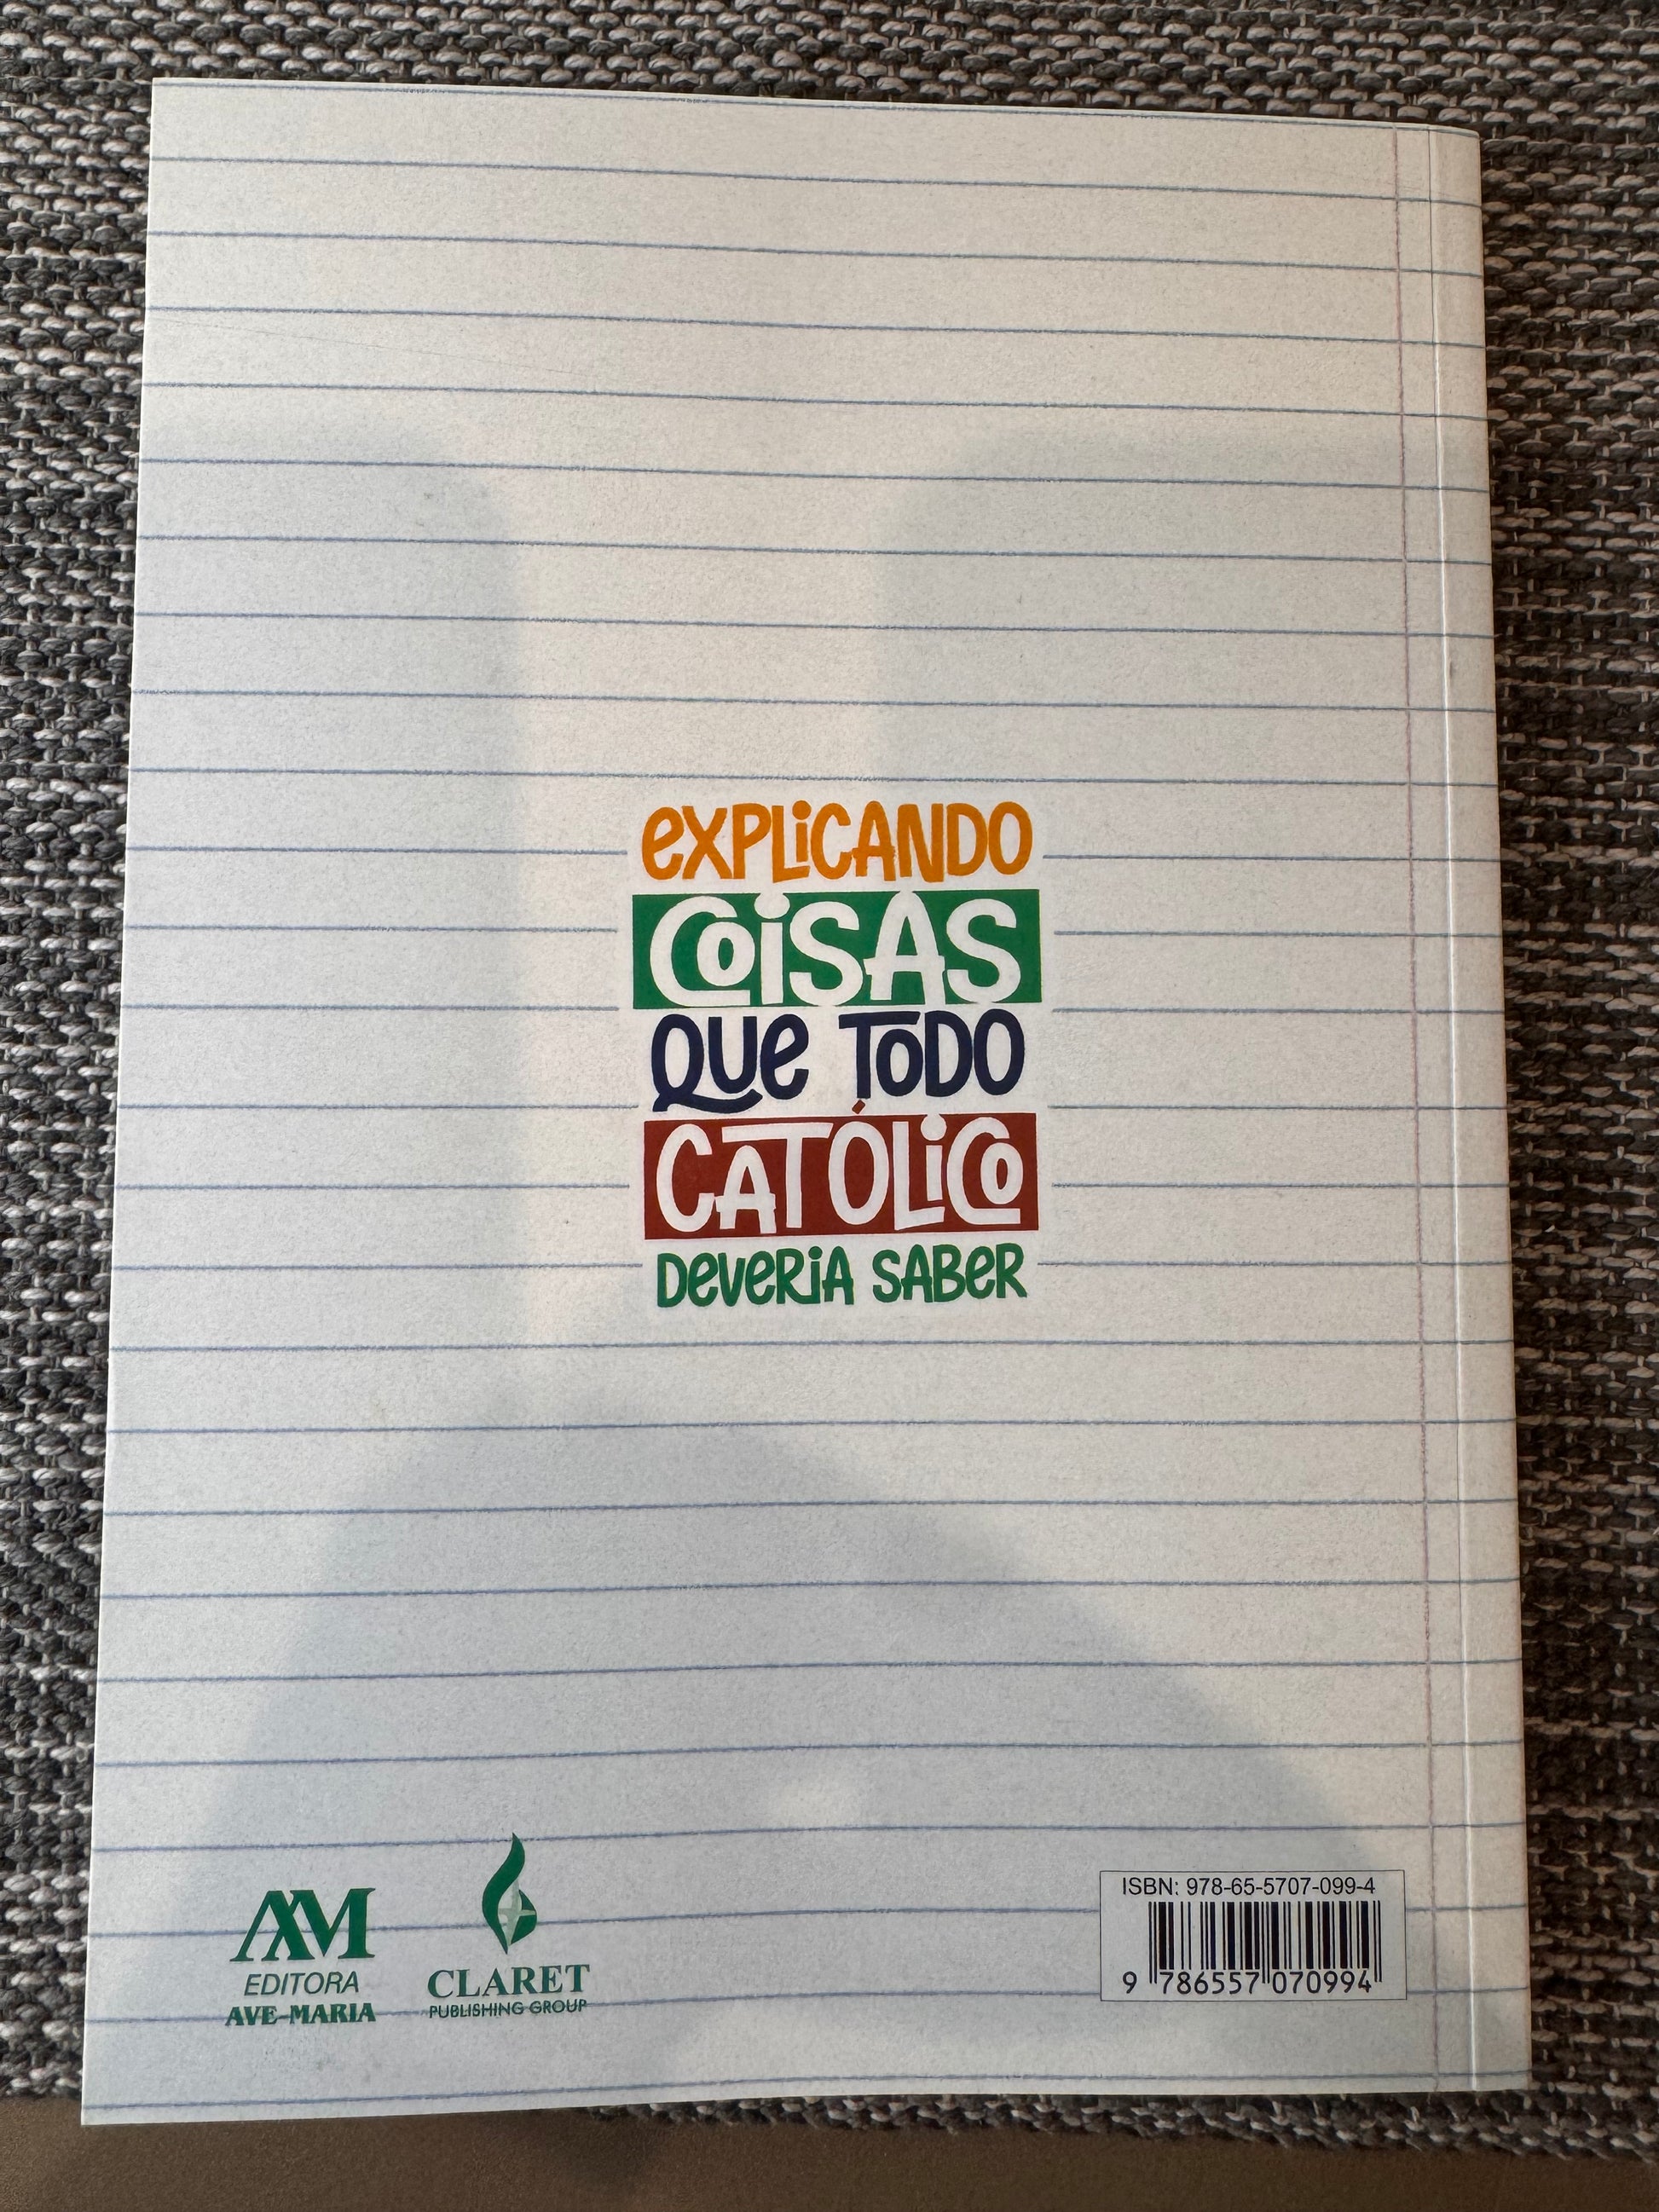 EXPLICANDO
COISAS
QUE TODO
CATÓLICO
DEVERIA SABER
AM
EDITORA
AVE-MARIA
CLARET
PUBLISHING GROUP
ISBN: 978-65-5707-099-4
9 786557 070994